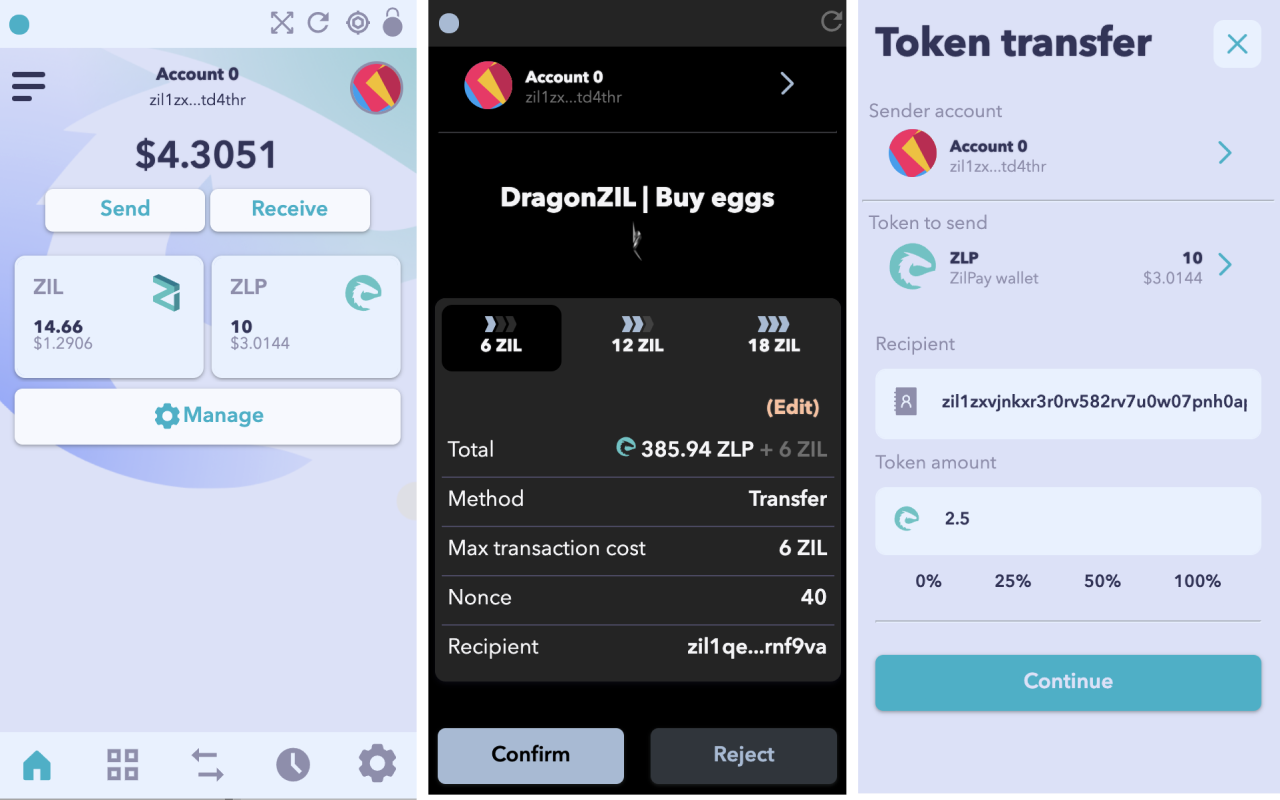 Account 0
zil1zx...td4thr
$4.3051
Send
Receive
ZIL
14.66
$1.2906
ZLP
10
$3.0144
Manage
Account 0
zil1zx...td4thr
DragonZIL | Buy eggs
6 ZIL
12 ZIL
18 ZIL
(Edit)
Total 385.94 ZLP + 6 ZIL
Method Transfer
Max transaction cost 6 ZIL
Nonce 40
Recipient zil1qe...rnf9va
Confirm
Reject
Token transfer
Sender account
Account 0
zil1zx...td4thr
Token to send
ZLP 10
ZilPay wallet $3.0144
Recipient
zil1zxvjnkxr3r0rv582rv7u0w07pnh0ap
Token amount
2.5
0% 25% 50% 100%
Continue